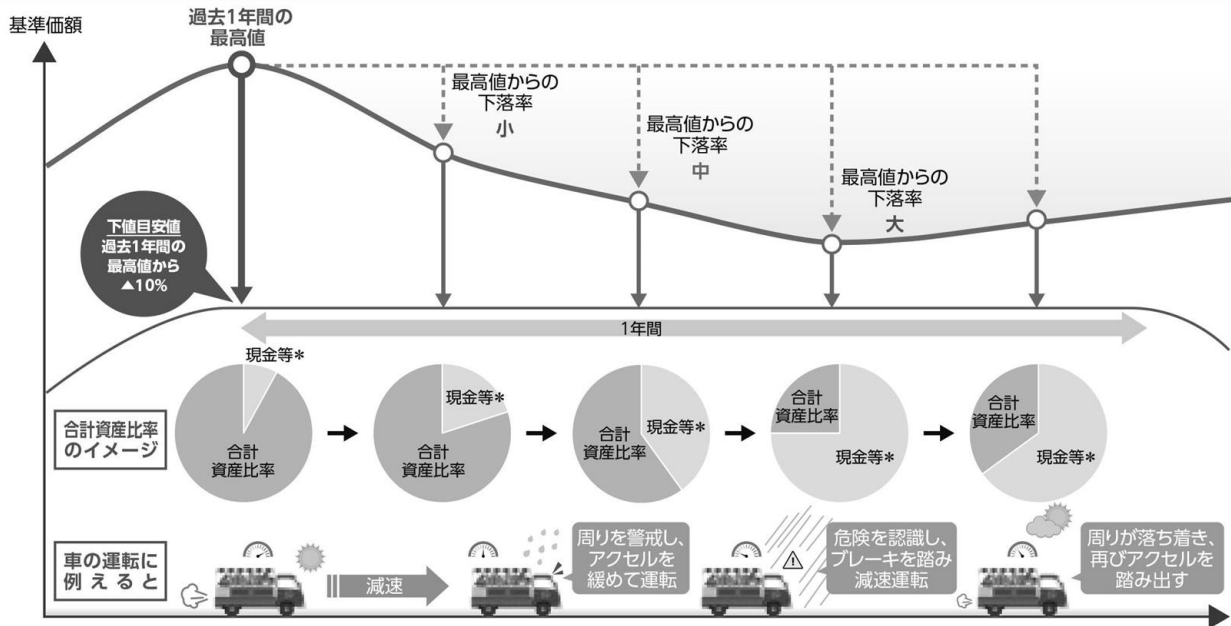 基準価額
過去1年間の
最高値
最高値からの
下落率
小
最高値からの
下落率
中
最高値からの
下落率
大
下値目安値
過去1年間の
最高値から
▲10%
1年間
合計資産比率
のイメージ
現金等*
合計
資産比率
現金等*
合計
資産比率
現金等*
合計
資産比率
合計
資産比率
現金等*
合計
資産比率
現金等*
車の運転に
例えると
減速
周りを警戒し、
アクセルを
緩めて運転
危険を認識し、
ブレーキを踏み
減速運転
周りが落ち着き、
再びアクセルを
踏み出す